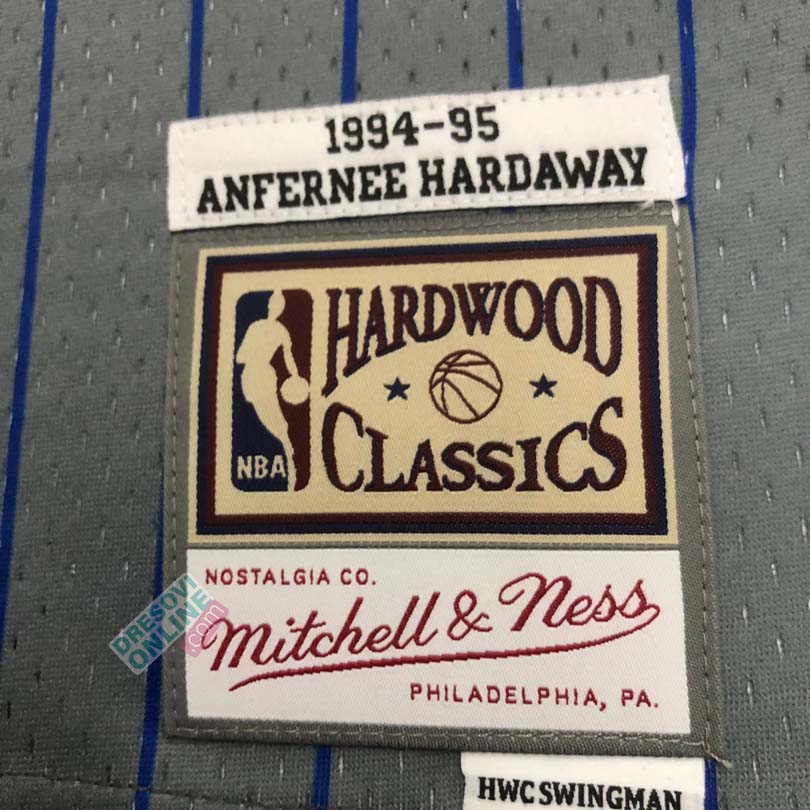 1994-95
ANFERNEE HARDAWAY
HARDWOOD
CLASSICS
NBA
NOSTALGIA CO.
Mitchell & Ness
PHILADELPHIA, PA.
DRESOVI
ONLINE
.com
HWC SWINGMAN